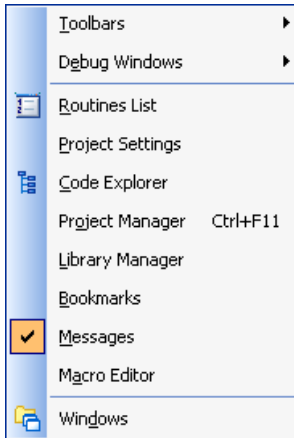 Toolbars
Debug Windows
Routines List
Project Settings
Code Explorer
Project Manager Ctrl+F11
Library Manager
Bookmarks
Messages
Macro Editor
Windows